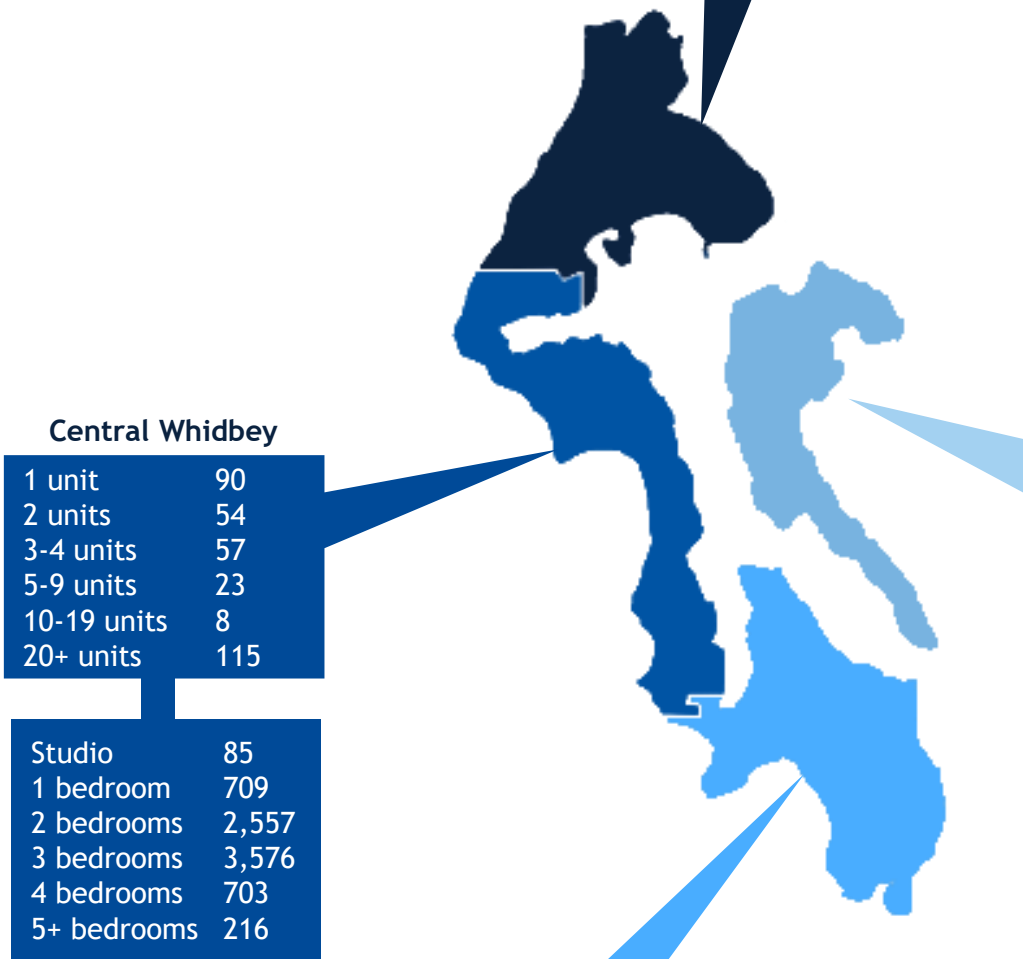 Central Whidbey
1 unit 90
2 units 54
3-4 units 57
5-9 units 23
10-19 units 8
20+ units 115
Studio 85
1 bedroom 709
2 bedrooms 2,557
3 bedrooms 3,576
4 bedrooms 703
5+ bedrooms 216